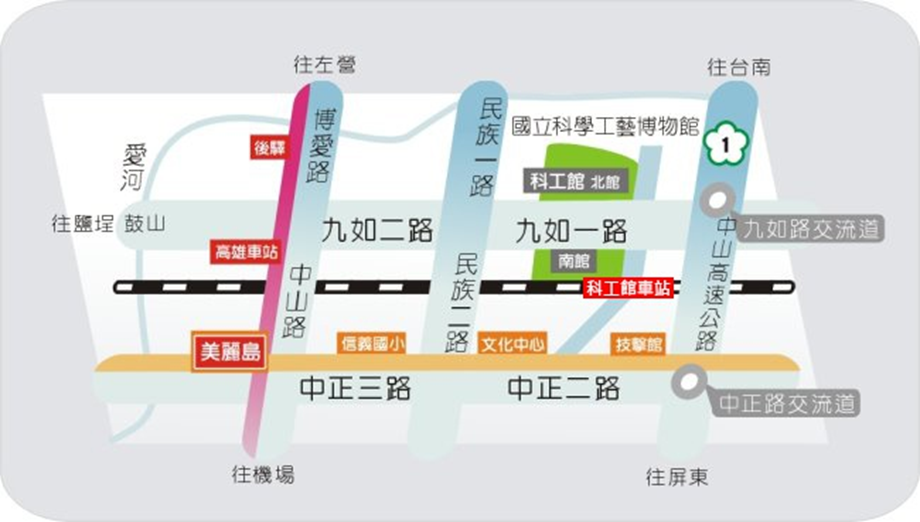 往左營
往台南
博愛路
民族一路
國立科學工藝博物館
1
愛河
後驛
科工館 北館
往鹽埕 鼓山
九如二路
九如一路
中山高速公路
九如路交流道
高雄車站
中山路
民族二路
南館
科工館車站
美麗島
信義國小
文化中心
技擊館
中正三路
中正二路
中正路交流道
往機場
往屏東